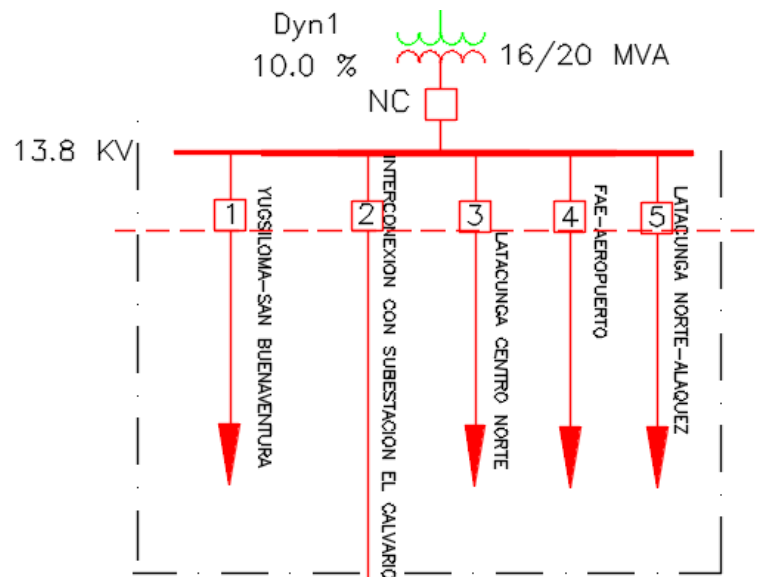 Dyn1
10.0 %
16/20 MVA
NC
13.8 KV
1
2
3
4
5
YUGSILOMA-SAN BUENAVENTURA
INTERCONEXION CON SUBESTACION EL CALVARIO
LATACUNGA CENTRO NORTE
FAE-AEROPUERTO
LATACUNGA NORTE-ALAQUEZ